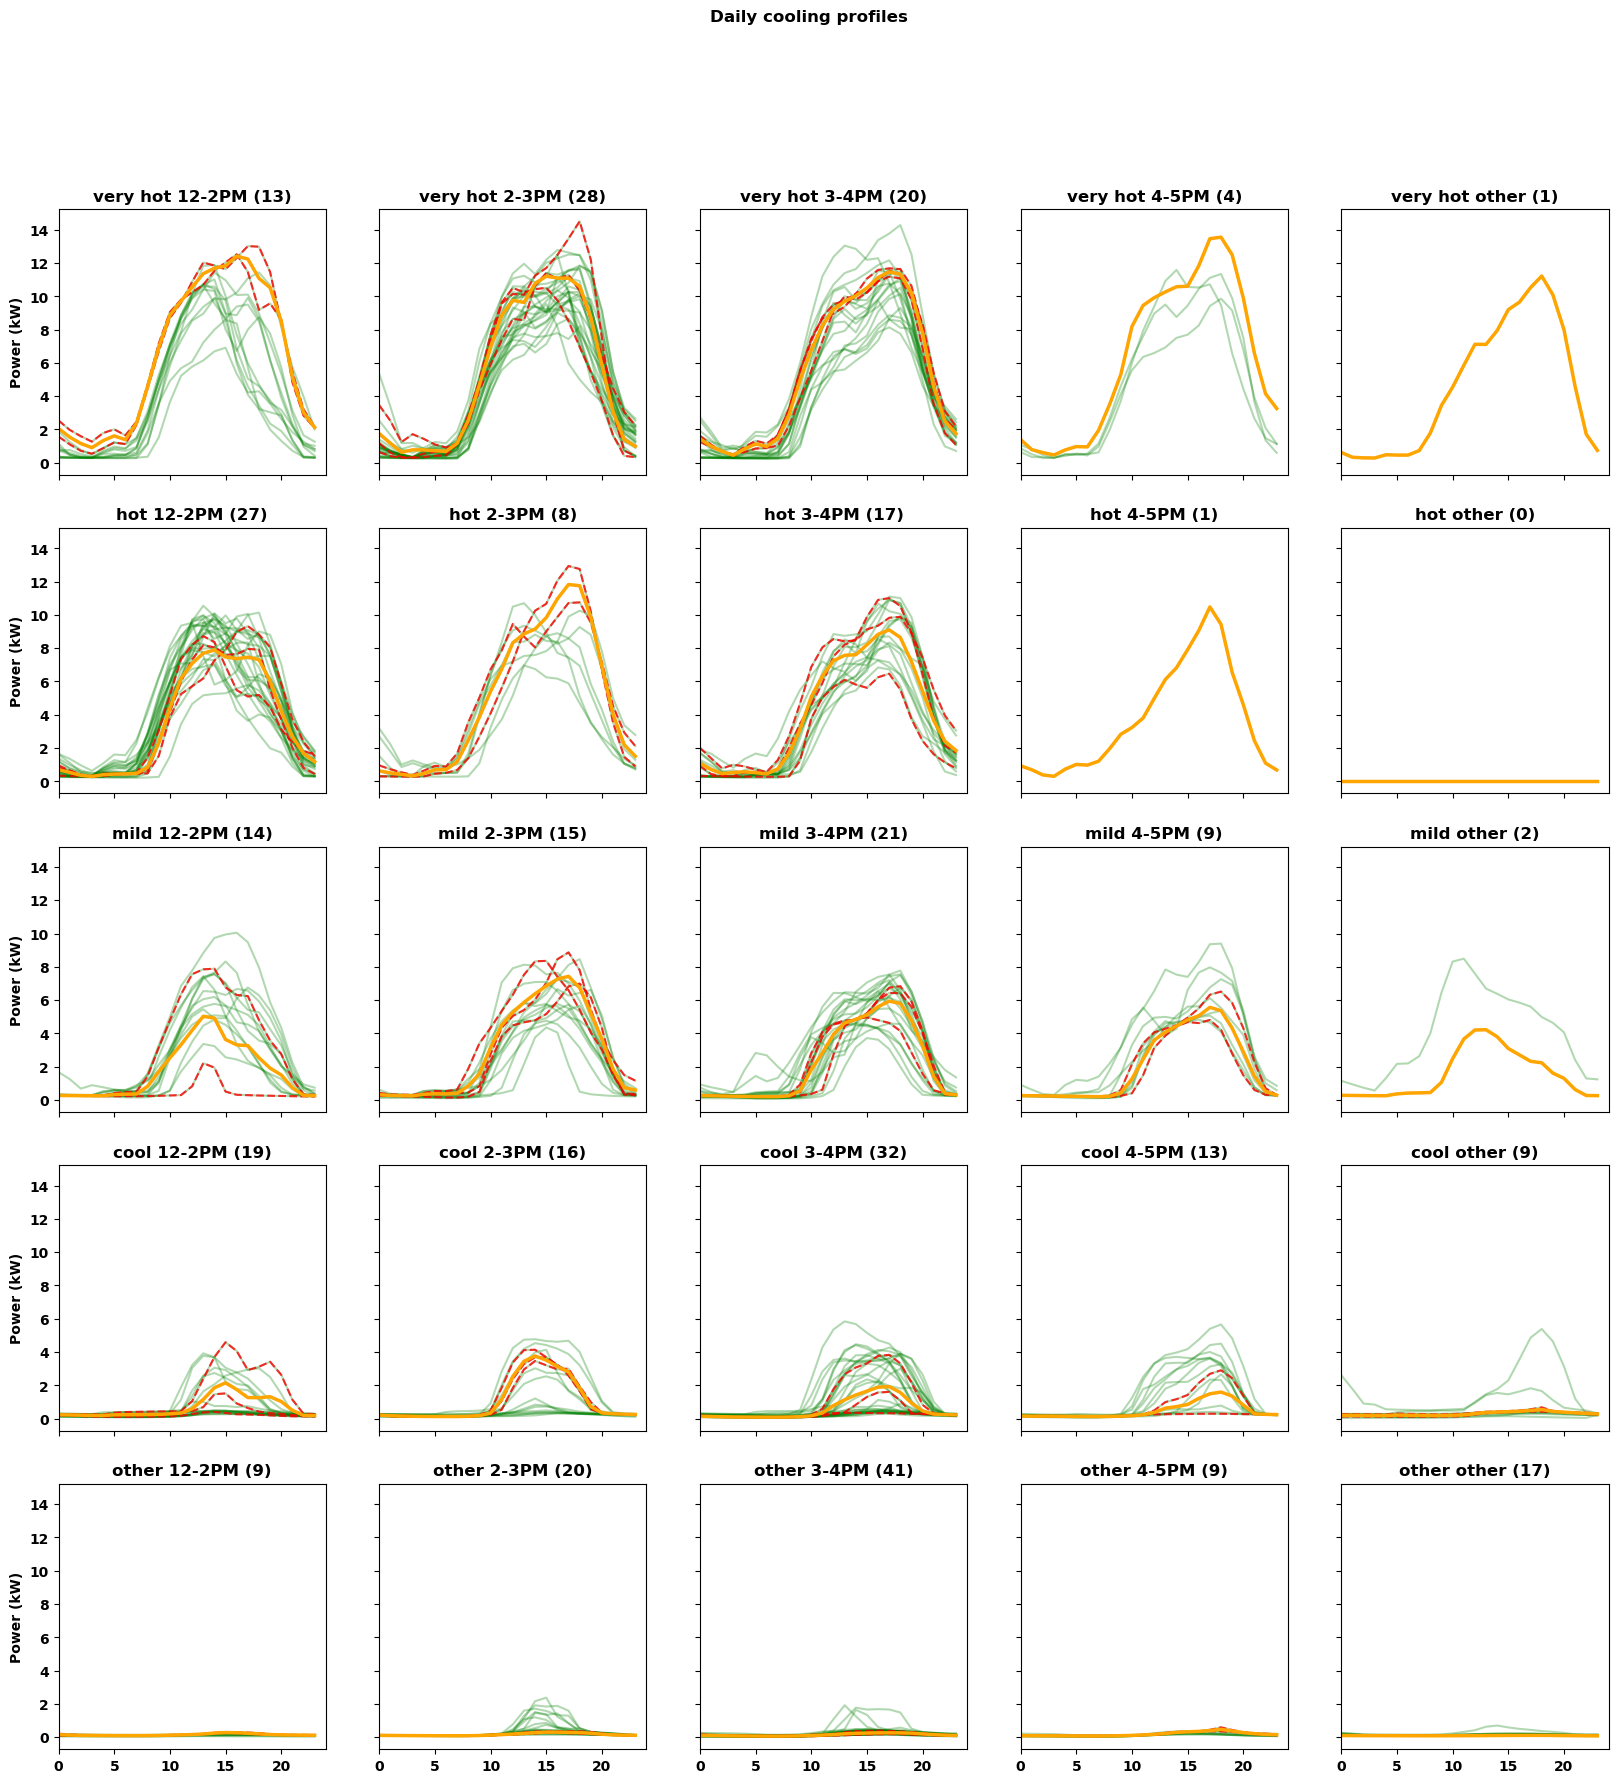 Daily cooling profiles
very hot 12-2PM (13)
very hot 2-3PM (28)
very hot 3-4PM (20)
very hot 4-5PM (4)
very hot other (1)
Power (kW)
14
12
10
8
6
4
2
0
hot 12-2PM (27)
hot 2-3PM (8)
hot 3-4PM (17)
hot 4-5PM (1)
hot other (0)
Power (kW)
14
12
10
8
6
4
2
0
mild 12-2PM (14)
mild 2-3PM (15)
mild 3-4PM (21)
mild 4-5PM (9)
mild other (2)
Power (kW)
14
12
10
8
6
4
2
0
cool 12-2PM (19)
cool 2-3PM (16)
cool 3-4PM (32)
cool 4-5PM (13)
cool other (9)
Power (kW)
14
12
10
8
6
4
2
0
other 12-2PM (9)
other 2-3PM (20)
other 3-4PM (41)
other 4-5PM (9)
other other (17)
Power (kW)
14
12
10
8
6
4
2
0
0 5 10 15 20
0 5 10 15 20
0 5 10 15 20
0 5 10 15 20
0 5 10 15 20